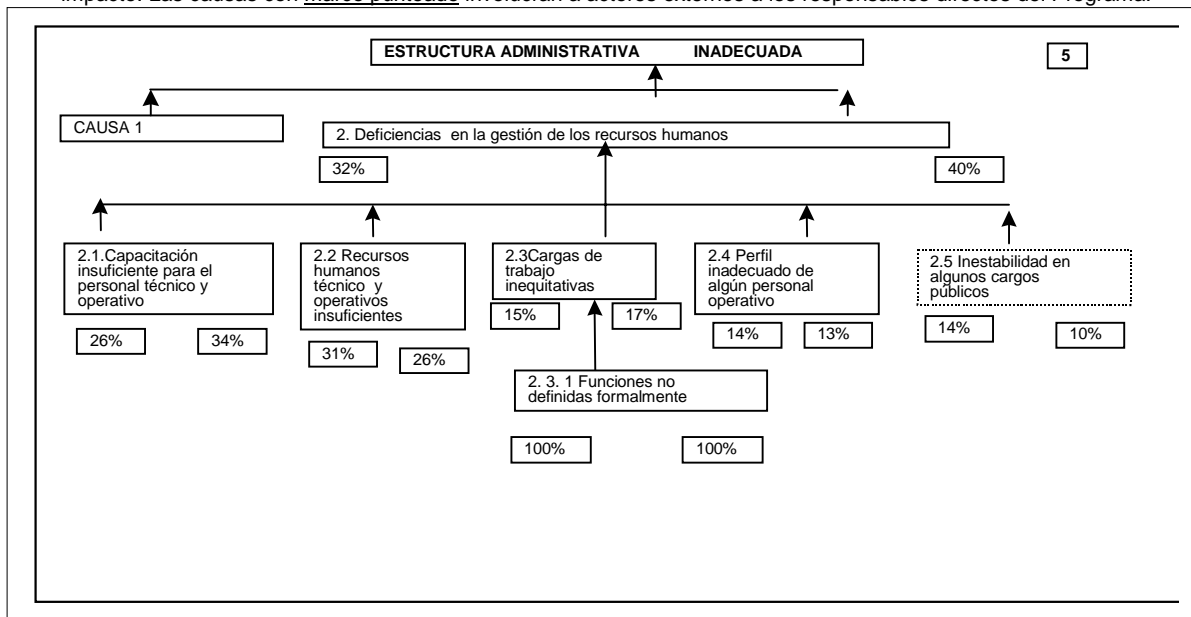 impacto. Las causas con marco punteado involucran a actores externos a los responsables directos del Programa.
ESTRUCTURA ADMINISTRATIVA INADECUADA
5
CAUSA 1
2. Deficiencias en la gestión de los recursos humanos
32%
40%
2.1.Capacitación
insuficiente para el
personal técnico y
operativo
26%
34%
2.2 Recursos
humanos
técnico y
operativos
insuficientes
31%
26%
2.3Cargas de
trabajo
inequitativas
15%
17%
2.4 Perfil
inadecuado de
algún personal
operativo
14%
13%
2.5 Inestabilidad en
algunos cargos
públicos
14%
10%
2. 3. 1 Funciones no
definidas formalmente
100%
100%